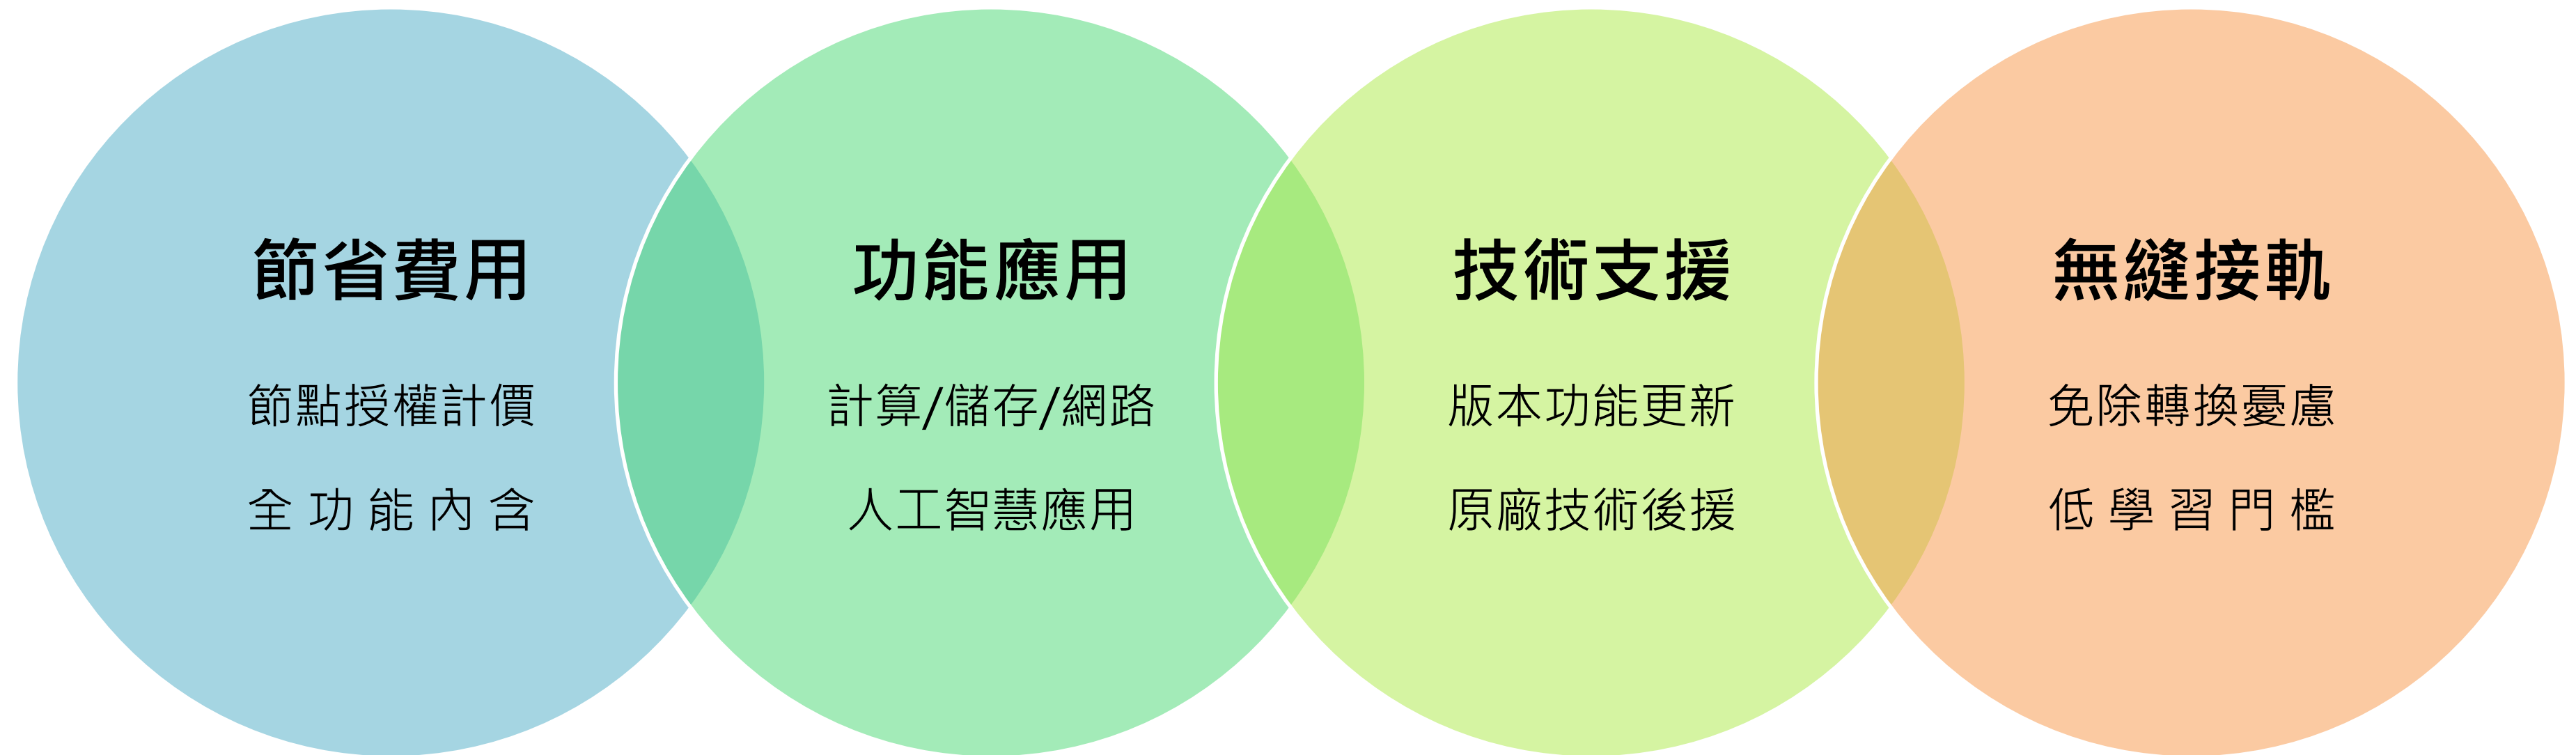 節省費用
節點授權計價
全功能內含
功能應用
計算/儲存/網路
人工智慧應用
技術支援
版本功能更新
原廠技術後援
無縫接軌
免除轉換憂慮
低學習門檻